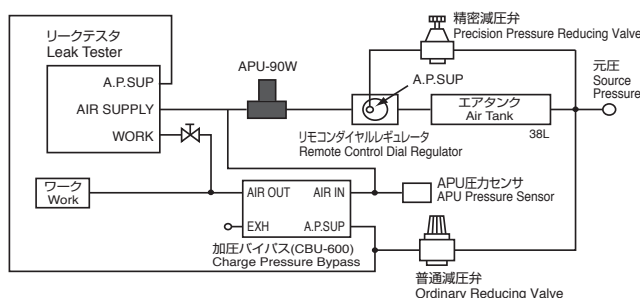 リークテスタ
Leak Tester
A.P.SUP
AIR SUPPLY
WORK
APU-90W
精密減圧弁
Precision Pressure Reducing Valve
A.P.SUP
元圧
Source
Pressure
エアタンク
Air Tank
38L
リモコンダイヤルレギュレータ
Remote Control Dial Regulator
ワーク
Work
AIR OUT
AIR IN
EXH
A.P.SUP
APU圧力センサ
APU Pressure Sensor
加圧バイパス(CBU-600)
Charge Pressure Bypass
普通減圧弁
Ordinary Reducing Valve